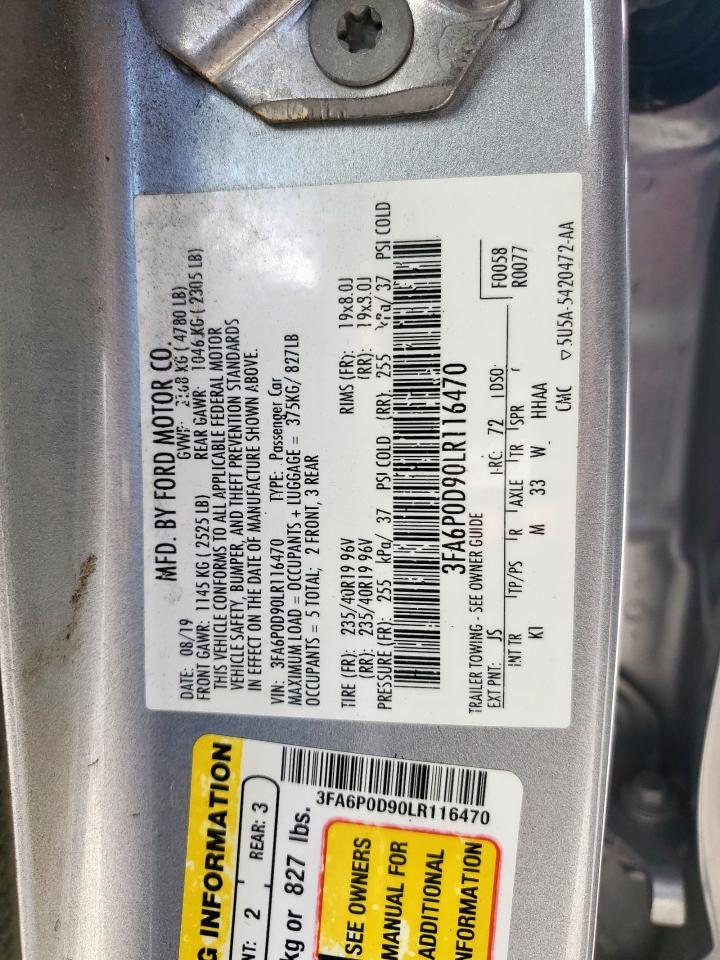 MFD. BY FORD MOTOR CO.
DATE: 08/19 GVWR: KG ( 4780 LB)
FRONT GAWR: 1145 KG ( 2525 LB) REAR GAWR: 1046 KG ( 2305 LB)
THIS VEHICLE CONFORMS TO ALL APPLICABLE FEDERAL MOTOR
VEHICLE SAFETY, BUMPER, AND THEFT PREVENTION STANDARDS
IN EFFECT ON THE DATE OF MANUFACTURE SHOWN ABOVE.
VIN: 3FA6P0D90LR116470 TYPE: Passenger Car
MAXIMUM LOAD = OCCUPANTS + LUGGAGE = 375KG/ 827LB
OCCUPANTS = 5 TOTAL; 2 FRONT, 3 REAR
TIRE (FR): 235/40R19 96V RIMS (FR): 19x8.0J
(RR): 235/40R19 96V (RR): 19x8.0J
PRESSURE (FR): 255 kPa/ 37 PSI COLD (RR): 255 kPa/ 37 PSI COLD
3FA6P0D90LR116470
TRAILER TOWING - SEE OWNER GUIDE
F0058
EXT PNT: JS RC: 72 DSO: R0077
INT TR TP/PS R AXLE TR SPR
KI M 33 W HHAA
CMC ▽5U5A-5420472-AA
G INFORMATION
NT: 2 REAR: 3
kg or 827 lbs.
3FA6P0D90LR116470
SEE OWNERS
MANUAL FOR
ADDITIONAL
NFORMATION